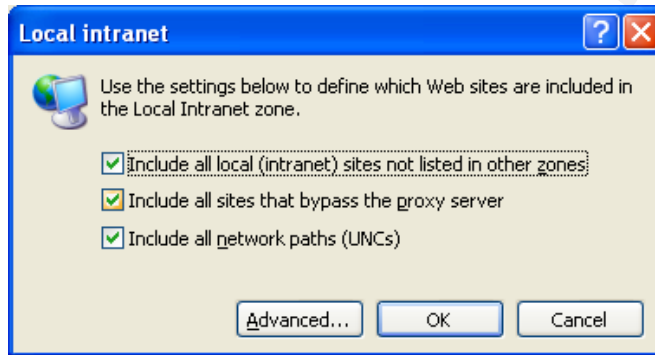 Local intranet
?
Use the settings below to define which Web sites are included in
the Local Intranet zone.
Include all local (intranet) sites not listed in other zones
Include all sites that bypass the proxy server
Include all network paths (UNCs)
Advanced... OK Cancel